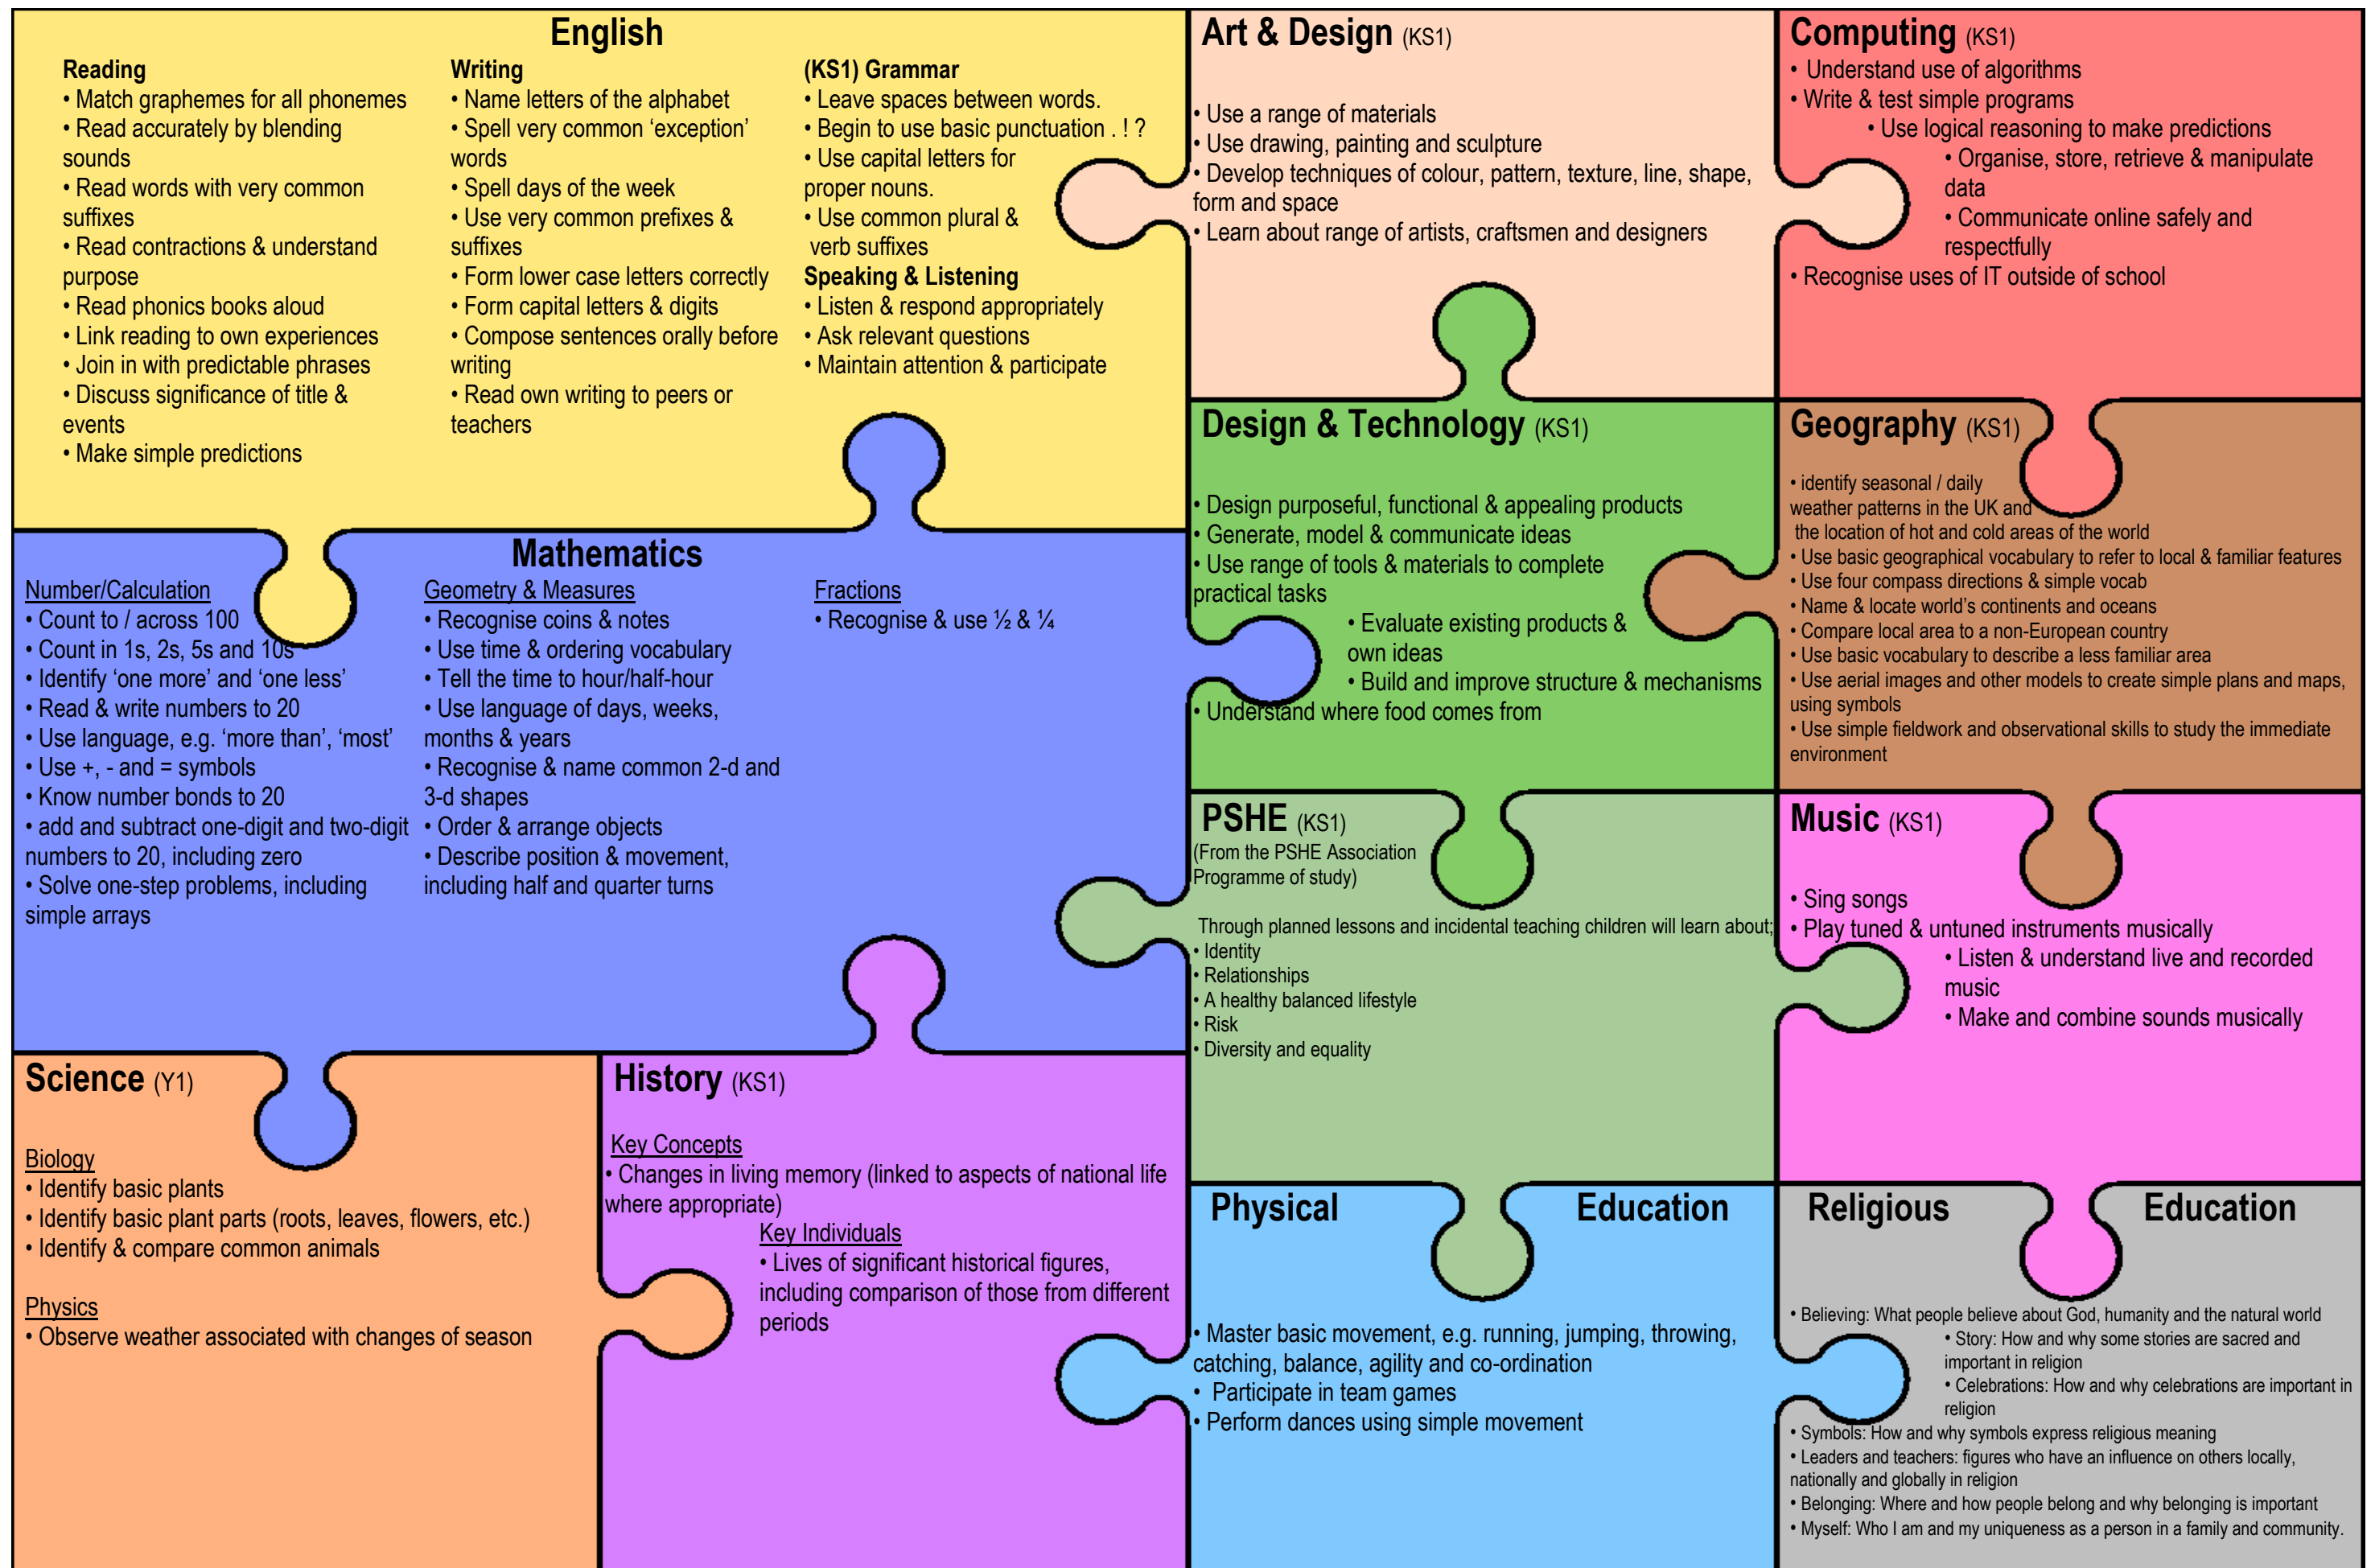 English
Reading
• Match graphemes for all phonemes
• Read accurately by blending
sounds
• Read words with very common
suffixes
• Read contractions & understand
purpose
• Read phonics books aloud
• Link reading to own experiences
• Join in with predictable phrases
• Discuss significance of title &
events
• Make simple predictions
Writing
• Name letters of the alphabet
• Spell very common ‘exception’
words
• Spell days of the week
• Use very common prefixes &
suffixes
• Form lower case letters correctly
• Form capital letters & digits
• Compose sentences orally before
writing
• Read own writing to peers or
teachers
(KS1) Grammar
• Leave spaces between words.
• Begin to use basic punctuation . ! ?
• Use capital letters for
proper nouns.
• Use common plural &
verb suffixes
Speaking & Listening
• Listen & respond appropriately
• Ask relevant questions
• Maintain attention & participate
Art & Design (KS1)
• Use a range of materials
• Use drawing, painting and sculpture
• Develop techniques of colour, pattern, texture, line, shape,
form and space
• Learn about range of artists, craftsmen and designers
Computing (KS1)
• Understand use of algorithms
• Write & test simple programs
• Use logical reasoning to make predictions
• Organise, store, retrieve & manipulate
data
• Communicate online safely and
respectfully
• Recognise uses of IT outside of school
Mathematics
Number/Calculation
• Count to / across 100
• Count in 1s, 2s, 5s and 10s
• Identify ‘one more’ and ‘one less’
• Read & write numbers to 20
• Use language, e.g. ‘more than’, ‘most’
• Use +, - and = symbols
• Know number bonds to 20
• add and subtract one-digit and two-digit
numbers to 20, including zero
• Solve one-step problems, including
simple arrays
Geometry & Measures
• Recognise coins & notes
• Use time & ordering vocabulary
• Tell the time to hour/half-hour
• Use language of days, weeks,
months & years
• Recognise & name common 2-d and
3-d shapes
• Order & arrange objects
• Describe position & movement,
including half and quarter turns
Fractions
• Recognise & use ½ & ¼
Design & Technology (KS1)
• Design purposeful, functional & appealing products
• Generate, model & communicate ideas
• Use range of tools & materials to complete
practical tasks
• Evaluate existing products &
own ideas
• Build and improve structure & mechanisms
• Understand where food comes from
Geography (KS1)
• identify seasonal / daily
weather patterns in the UK and
the location of hot and cold areas of the world
• Use basic geographical vocabulary to refer to local & familiar features
• Use four compass directions & simple vocab
• Name & locate world’s continents and oceans
• Compare local area to a non-European country
• Use basic vocabulary to describe a less familiar area
• Use aerial images and other models to create simple plans and maps,
using symbols
• Use simple fieldwork and observational skills to study the immediate
environment
PSHE (KS1)
(From the PSHE Association
Programme of study)
Through planned lessons and incidental teaching children will learn about;
• Identity
• Relationships
• A healthy balanced lifestyle
• Risk
• Diversity and equality
Music (KS1)
• Sing songs
• Play tuned & untuned instruments musically
• Listen & understand live and recorded
music
• Make and combine sounds musically
Science (Y1)
Biology
• Identify basic plants
• Identify basic plant parts (roots, leaves, flowers, etc.)
• Identify & compare common animals
Physics
• Observe weather associated with changes of season
History (KS1)
Key Concepts
• Changes in living memory (linked to aspects of national life
where appropriate)
Key Individuals
• Lives of significant historical figures,
including comparison of those from different
periods
Physical Education
• Master basic movement, e.g. running, jumping, throwing,
catching, balance, agility and co-ordination
• Participate in team games
• Perform dances using simple movement
Religious Education
• Believing: What people believe about God, humanity and the natural world
• Story: How and why some stories are sacred and
important in religion
• Celebrations: How and why celebrations are important in
religion
• Symbols: How and why symbols express religious meaning
• Leaders and teachers: figures who have an influence on others locally,
nationally and globally in religion
• Belonging: Where and how people belong and why belonging is important
• Myself: Who I am and my uniqueness as a person in a family and community.